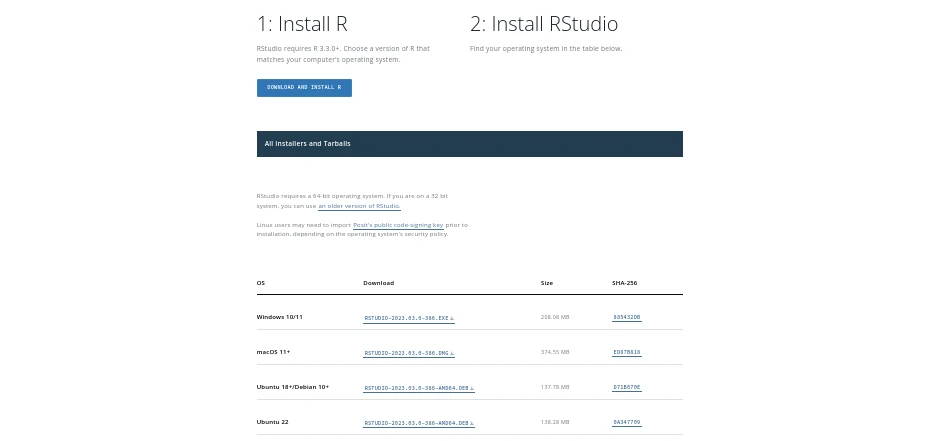 1: Install R
RStudio requires R 3.3.0+. Choose a version of R that
matches your computer's operating system.
DOWNLOAD AND INSTALL R
2: Install RStudio
Find your operating system in the table below.
All Installers and Tarballs
RStudio requires a 64-bit operating system. If you are on a 32 bit
system, you can use an older version of RStudio.
Linux users may need to import Posit's public code-signing key prior to
installation, depending on the operating system's security policy.
OS Download Size SHA-256
Windows 10/11 RSTUDIO-2023.03.0-386.EXE 208.08 MB 885432DB
macOS 11+ RSTUDIO-2023.03.0-386.DMG 374.55 MB ED87B818
Ubuntu 18+/Debian 10+ RSTUDIO-2023.03.0-386-AMD64.DEB 137.78 MB D71B670E
Ubuntu 22 RSTUDIO-2023.03.0-386-AMD64.DEB 138.28 MB 0A347709